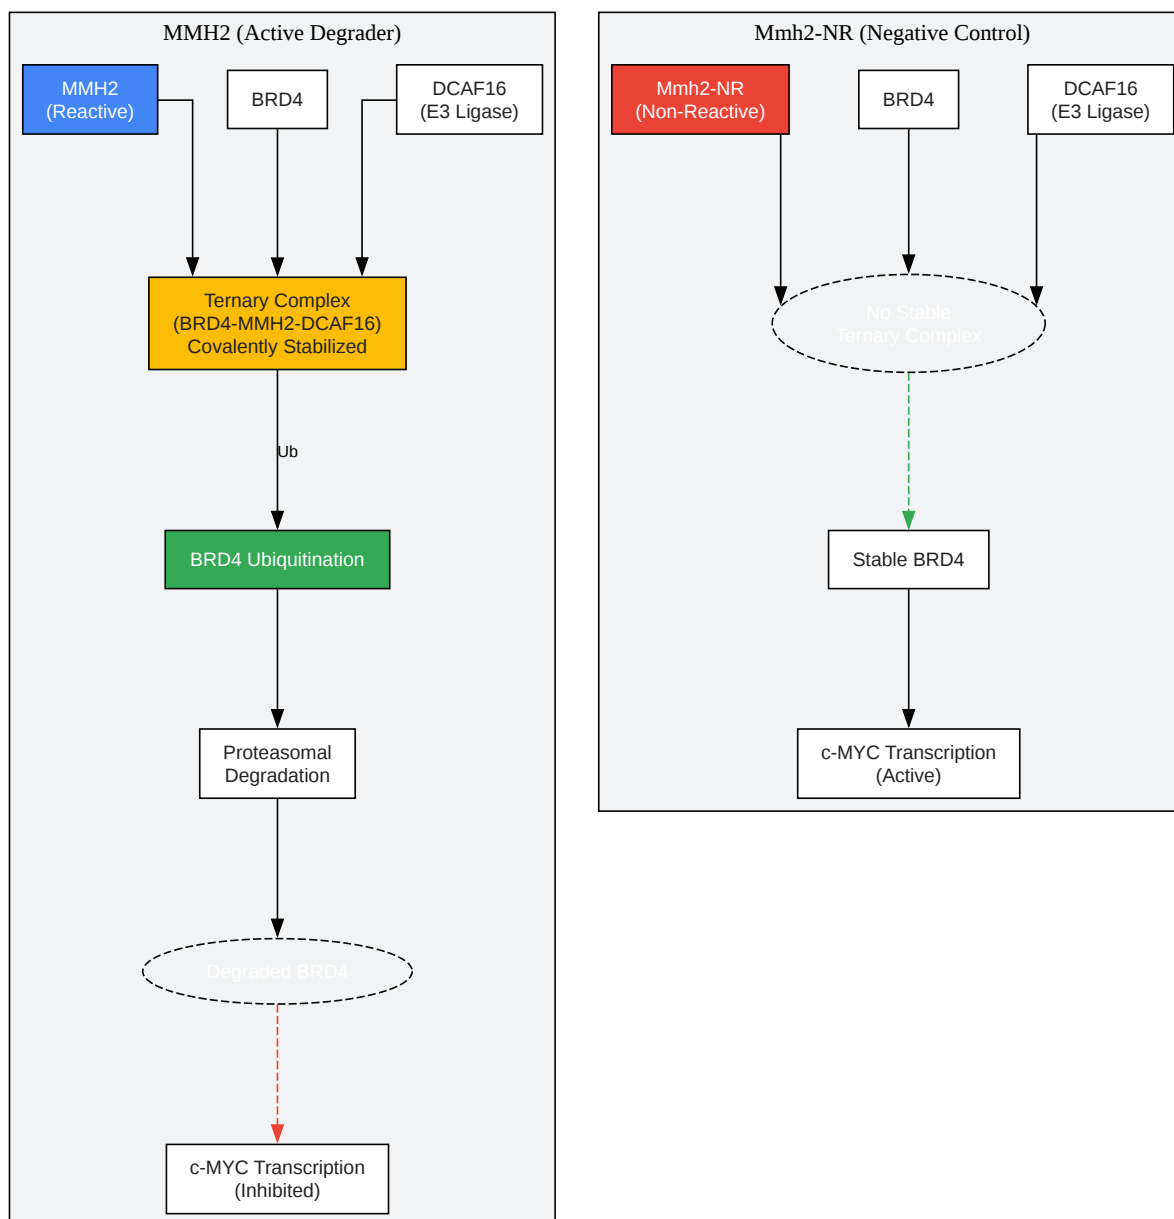 MMH2 (Active Degrader)
MMH2
(Reactive)
BRD4
DCAF16
(E3 Ligase)
Ternary Complex
(BRD4-MMH2-DCAF16)
Covalently Stabilized
Ub
BRD4 Ubiquitination
Proteasomal
Degradation
Degraded BRD4
c-MYC Transcription
(Inhibited)
Mmh2-NR (Negative Control)
Mmh2-NR
(Non-Reactive)
BRD4
DCAF16
(E3 Ligase)
No Stable
Ternary Complex
Stable BRD4
c-MYC Transcription
(Active)